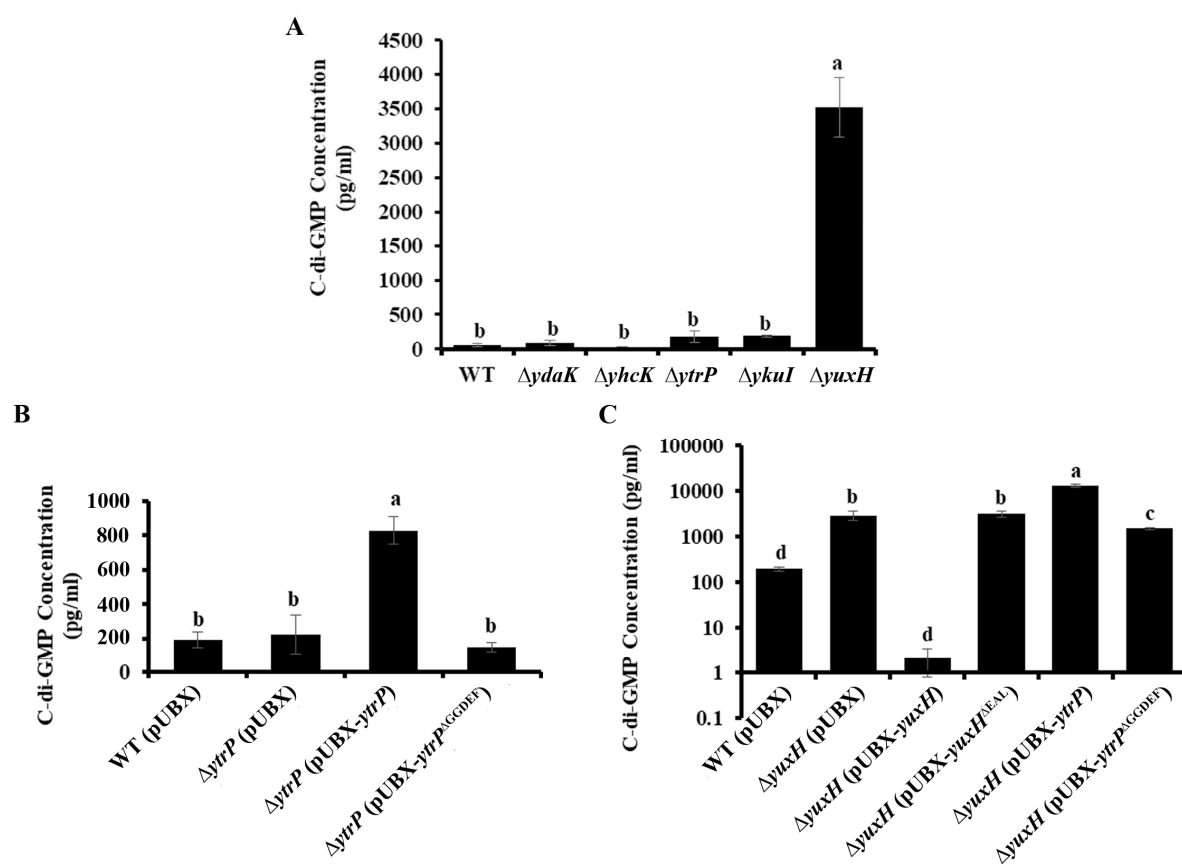 A
C-di-GMP Concentration
(pg/ml)
4500
4000
3500
3000
2500
2000
1500
1000
500
0
b
b
b
b
b
a
WT
ΔydaK
ΔyhcK
ΔytrP
ΔykuI
ΔyuxH
B
C-di-GMP Concentration
(pg/ml)
1000
800
600
400
200
0
b
b
a
b
WT (pUBX)
ΔytrP (pUBX)
ΔytrP (pUBX-ytrP)
ΔytrP (pUBX-ytrPΔGGDEF)
C
C-di-GMP Concentration (pg/ml)
100000
10000
1000
100
10
1
0.1
d
b
d
b
a
c
WT (pUBX)
ΔyuxH (pUBX)
ΔyuxH (pUBX-yuxH)
ΔyuxH (pUBX-yuxHΔEAL)
ΔyuxH (pUBX-ytrP)
ΔyuxH (pUBX-ytrPΔGGDEF)